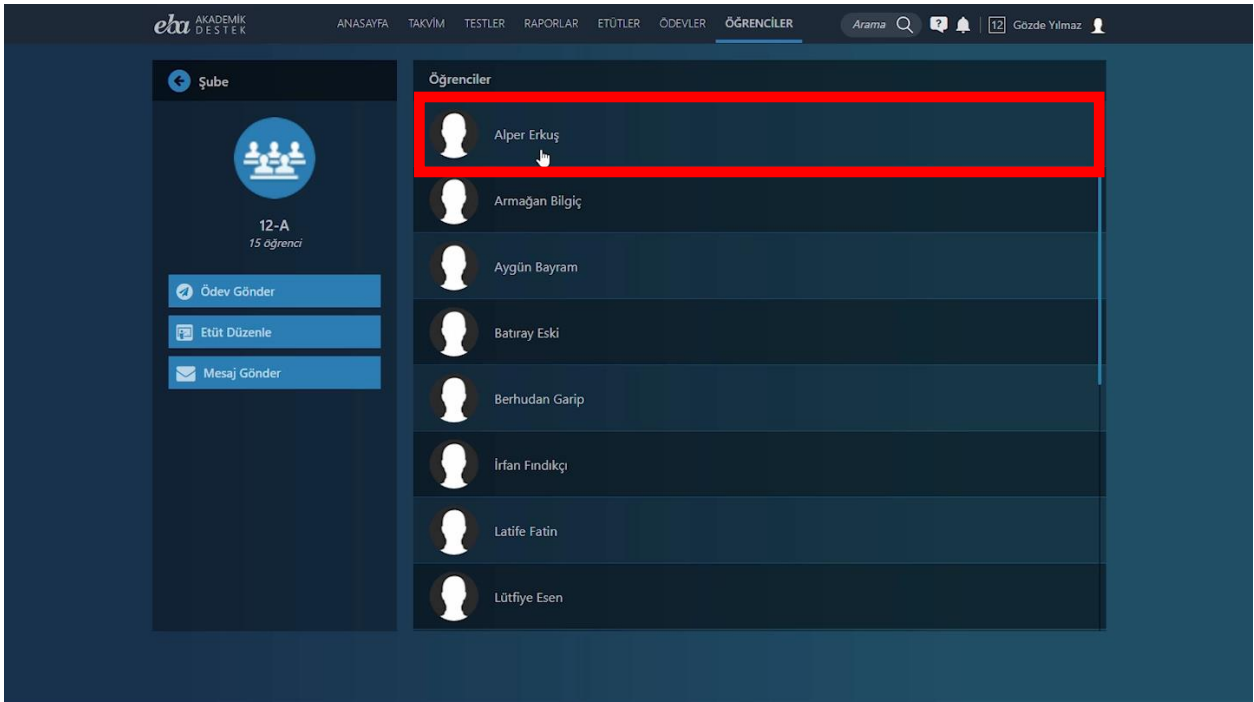 eba AKADEMİK DESTEK
ANASAYFA TAKVİM TESTLER RAPORLAR ETÜTLER ÖDEVLER ÖĞRENCİLER Arama ? 12 Gözde Yılmaz
Şube
12-A
15 öğrenci
Ödev Gönder
Etüt Düzenle
Mesaj Gönder
Öğrenciler
Alper Erkuş
Armağan Bilgiç
Aygün Bayram
Batıray Eski
Berhudan Garip
İrfan Fındıkçı
Latife Fatin
Lütfiye Esen